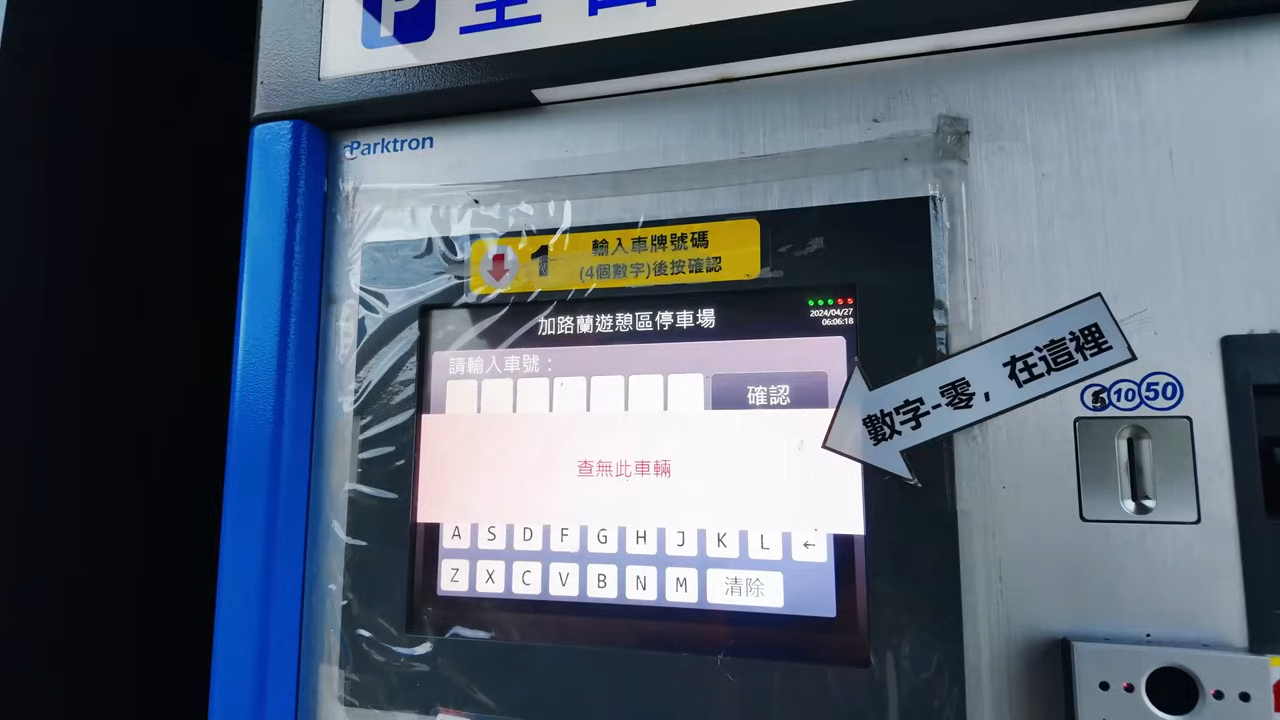 P
Parktron
1 輸入車牌號碼
(4個數字)後按確認
加路蘭遊憩區停車場
2024/04/27
06:06:18
請輸入車號：
確認
數字-零，在這裡
5 10 50
查無此車輛
A S D F G H J K L ←
Z X C V B N M 清除